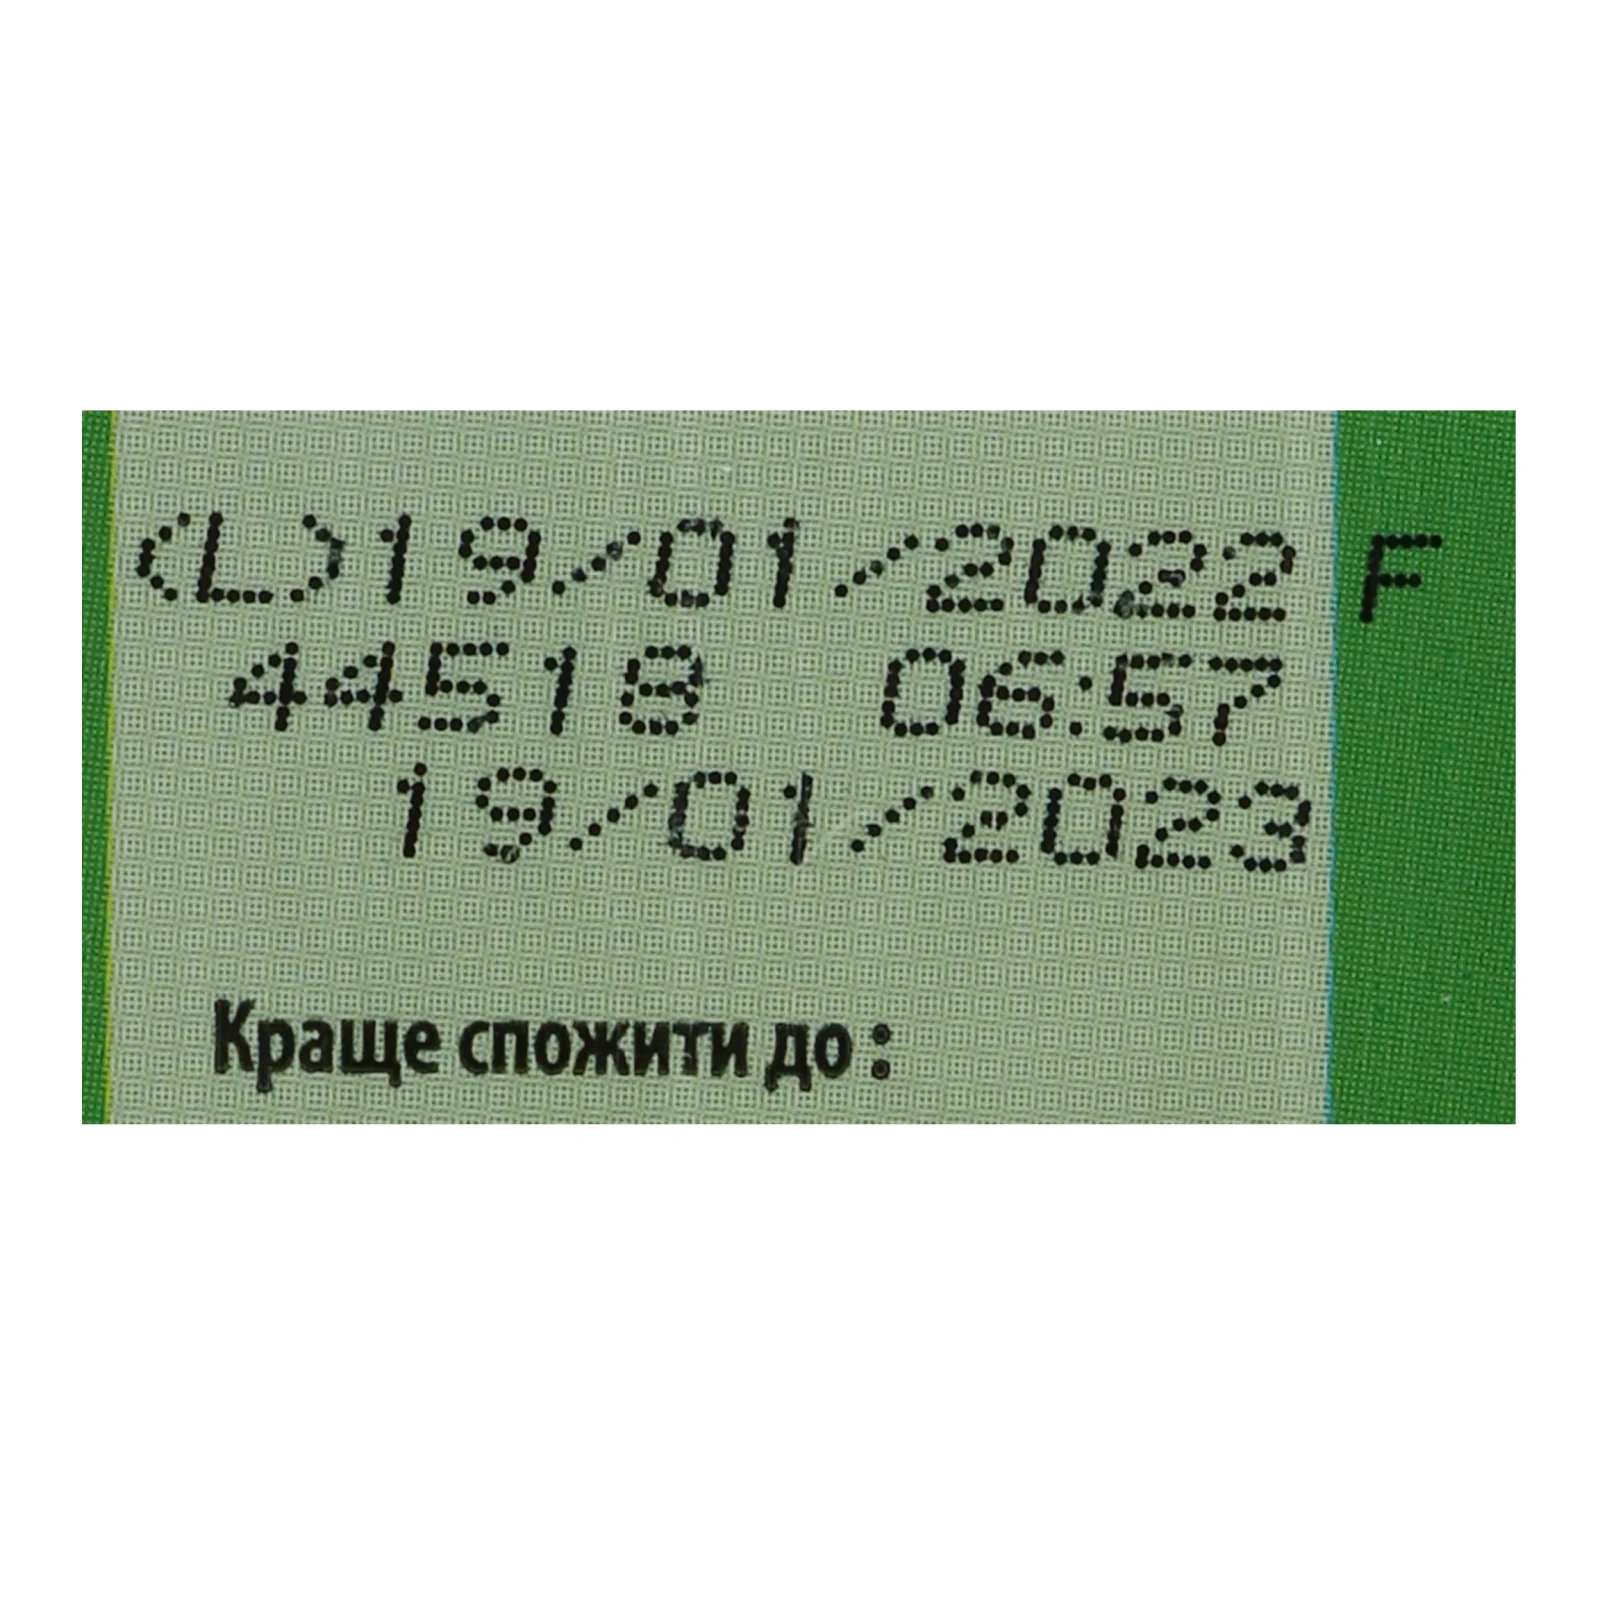 (L)19/01/2022 F
44518 06:57
19/01/2023
Краще спожити до :